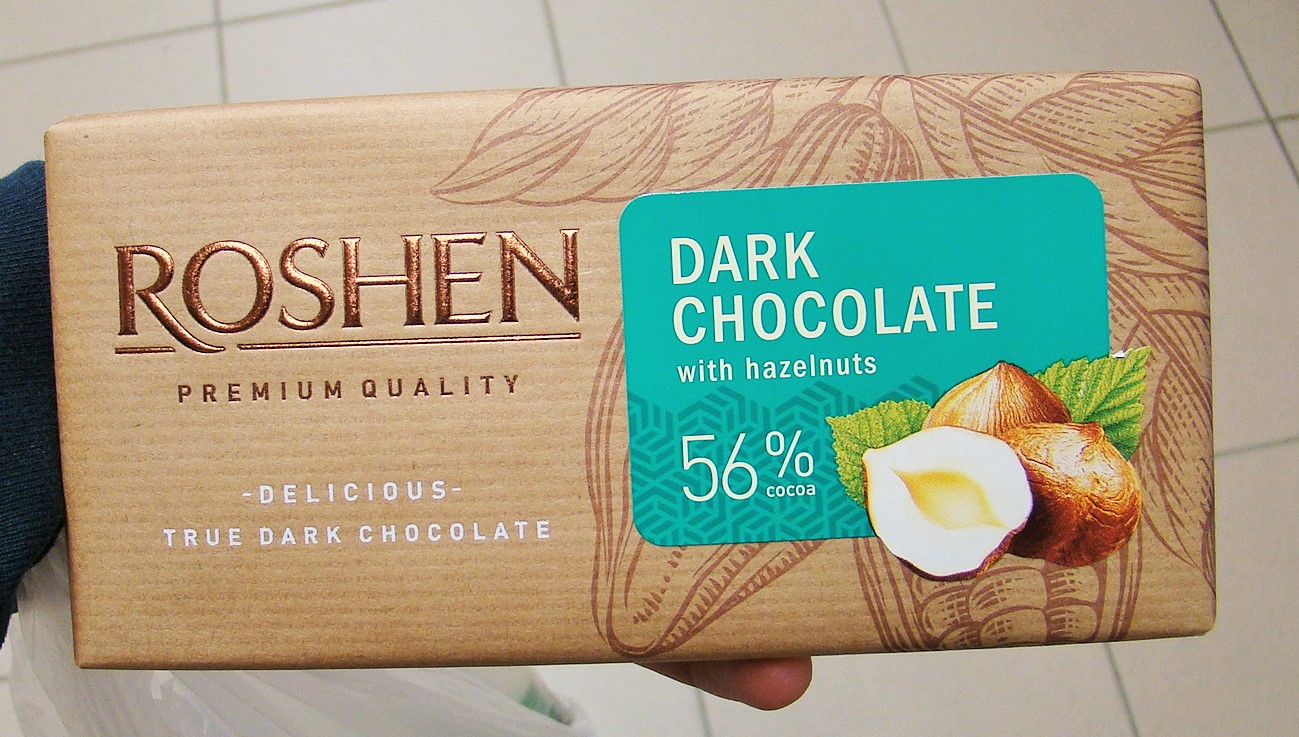 ROSHEN
PREMIUM QUALITY
-DELICIOUS-
TRUE DARK CHOCOLATE
DARK
CHOCOLATE
with hazelnuts
56%
cocoa